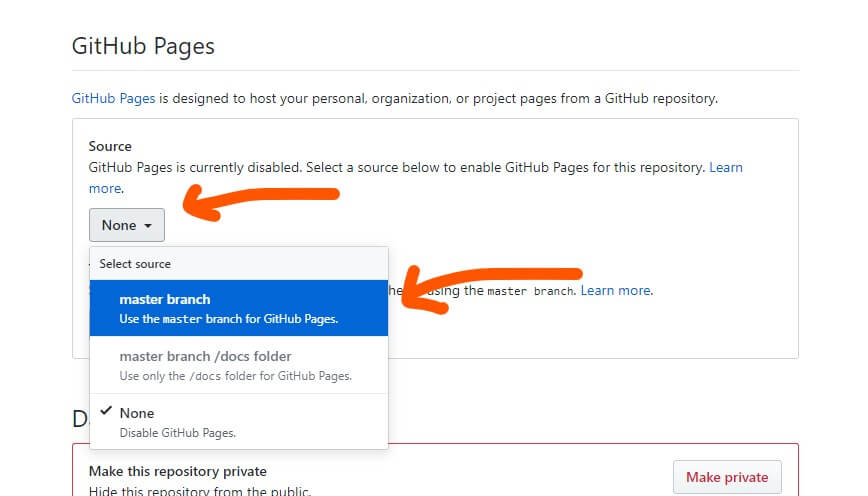 GitHub Pages
GitHub Pages is designed to host your personal, organization, or project pages from a GitHub repository.
Source
GitHub Pages is currently disabled. Select a source below to enable GitHub Pages for this repository. Learn
more.
None
Select source
master branch
Use the master branch for GitHub Pages.
using the master branch. Learn more.
master branch /docs folder
Use only the /docs folder for GitHub Pages.
None
Disable GitHub Pages.
D
Make this repository private
Hide this repository from the public.
Make private